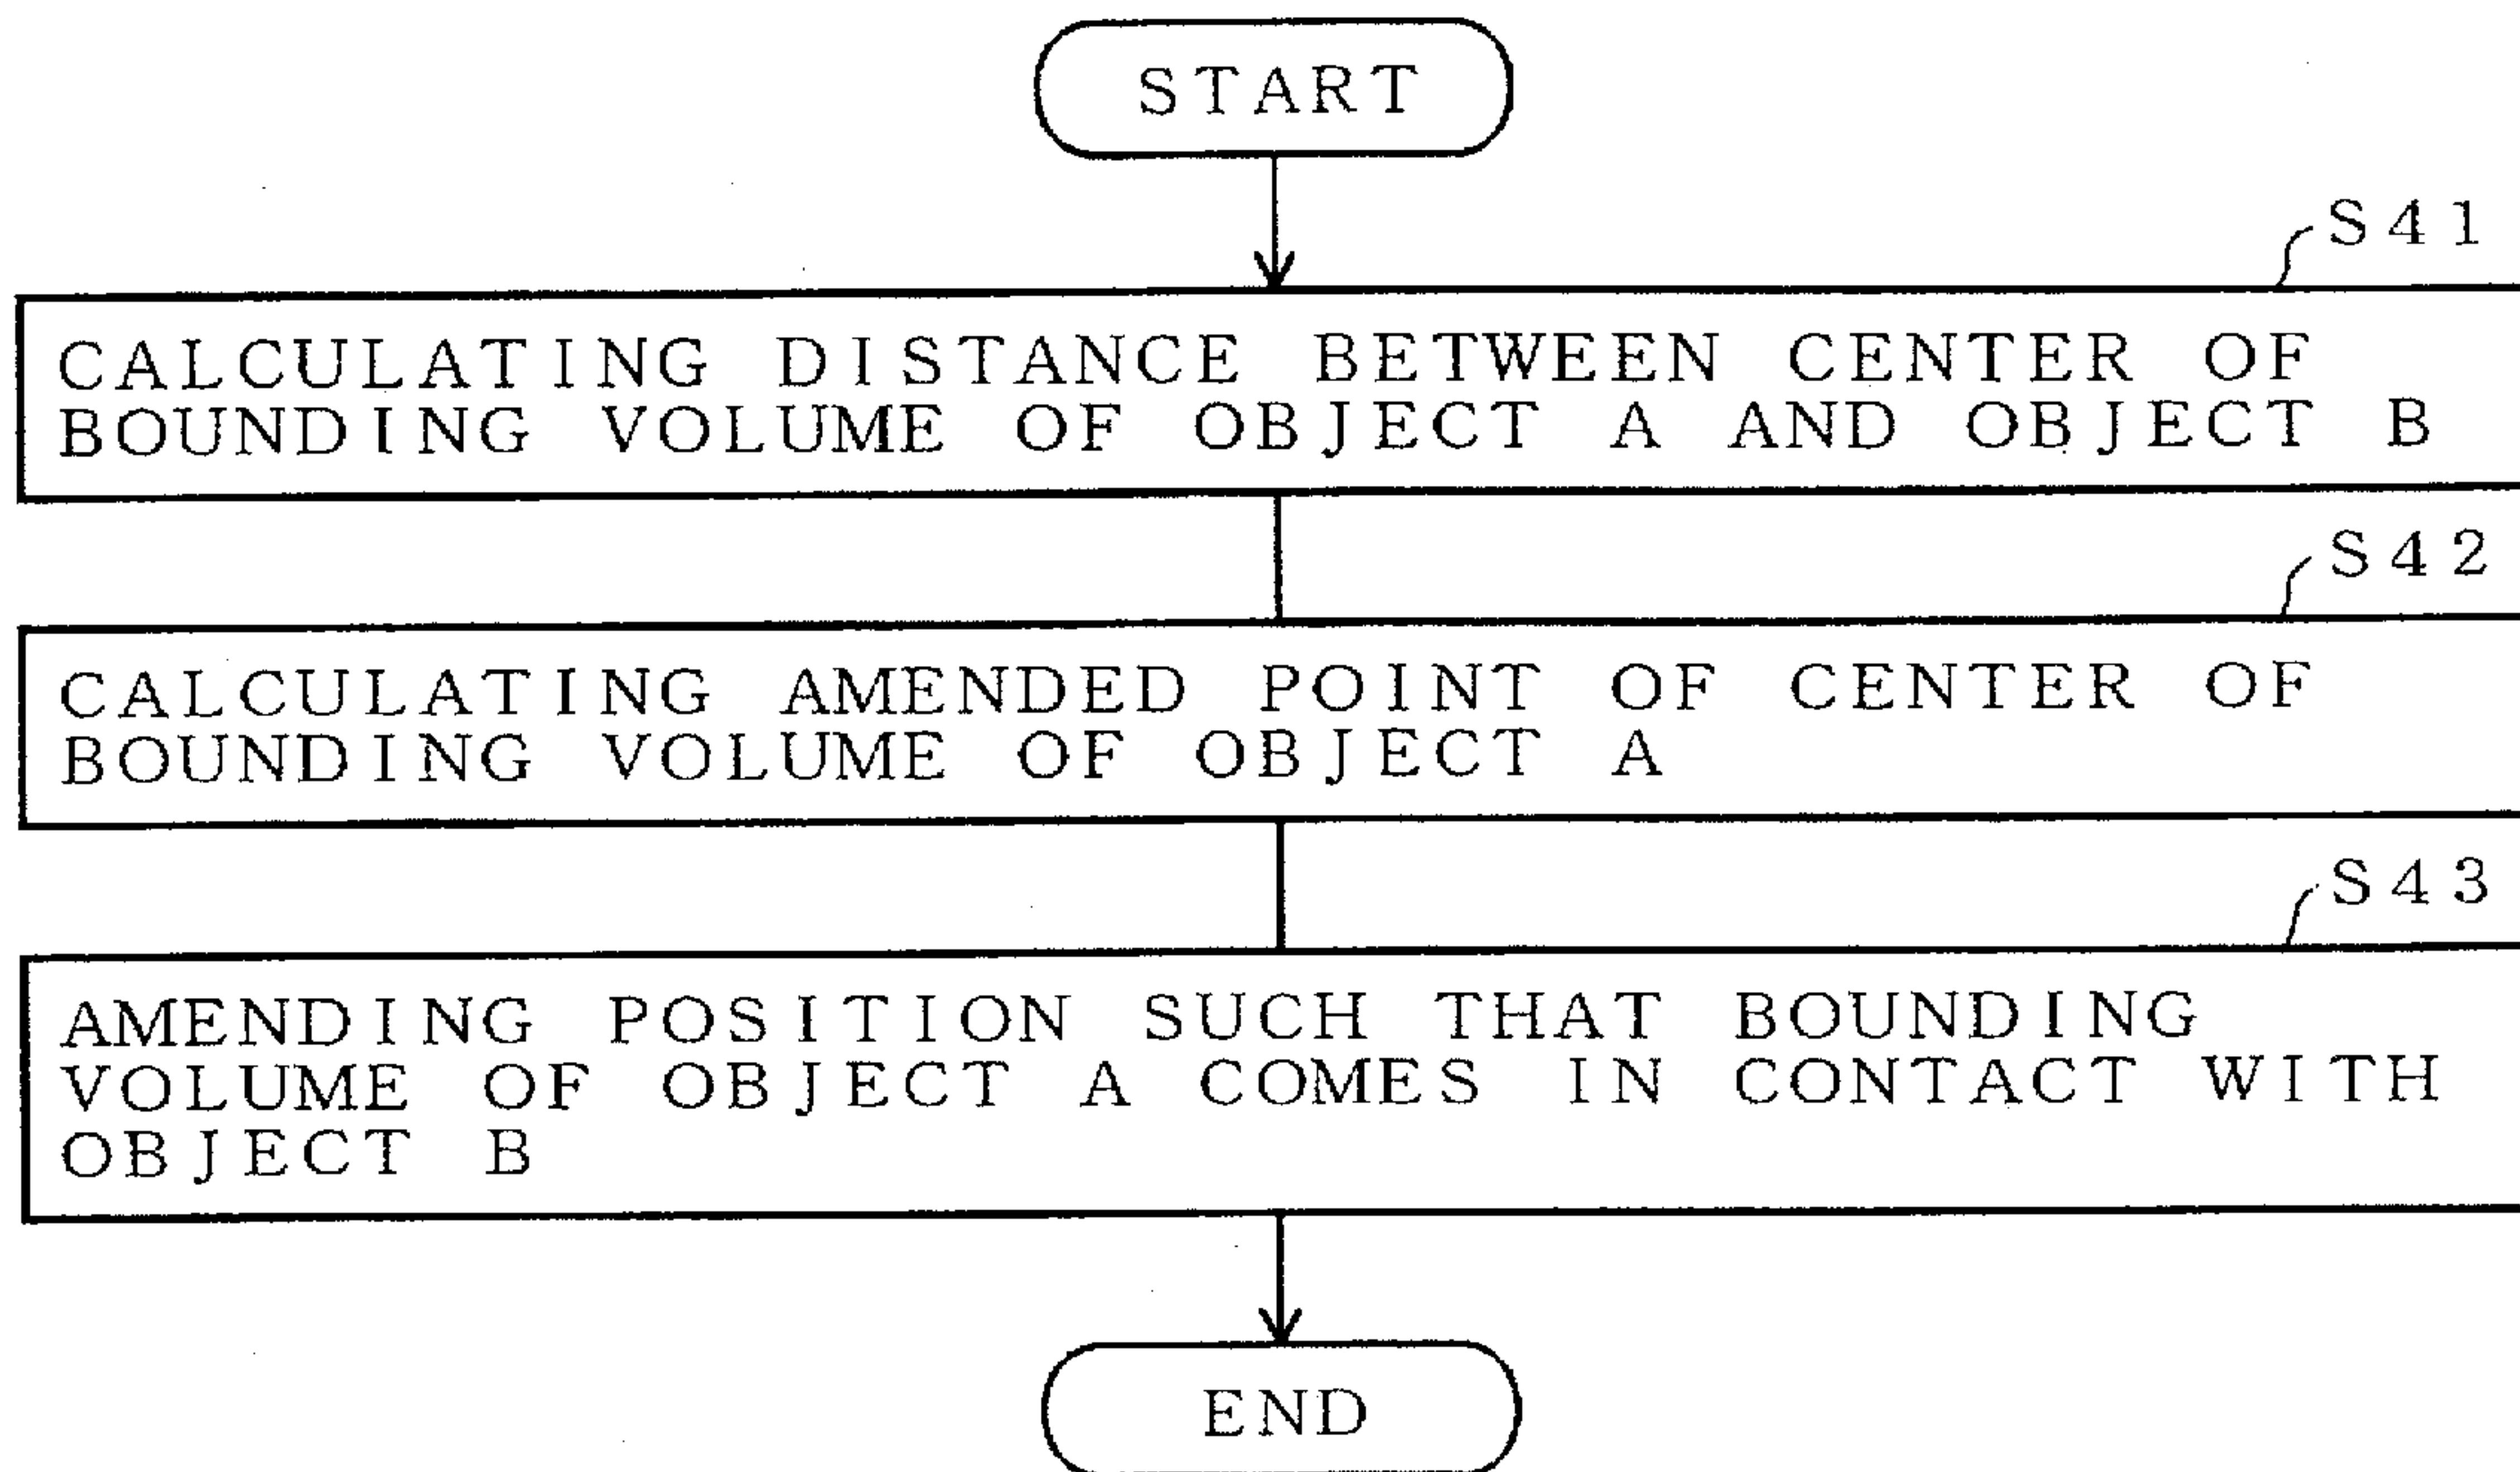 START
S41
CALCULATING DISTANCE BETWEEN CENTER OF
BOUNDING VOLUME OF OBJECT A AND OBJECT B
S42
CALCULATING AMENDED POINT OF CENTER OF
BOUNDING VOLUME OF OBJECT A
S43
AMENDING POSITION SUCH THAT BOUNDING
VOLUME OF OBJECT A COMES IN CONTACT WITH
OBJECT B
END